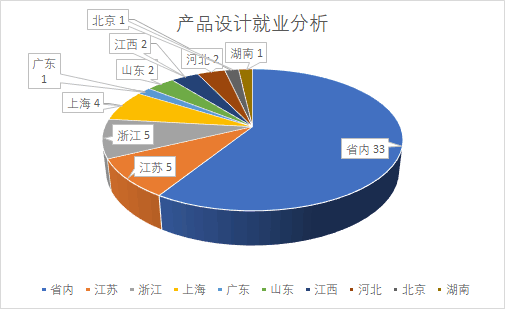 产品设计就业分析
北京 1
江西 2
河北 2
湖南 1
广东
1
山东 2
上海 4
浙江 5
江苏 5
省内 33
省内 江苏 浙江 上海 广东 山东 江西 河北 北京 湖南